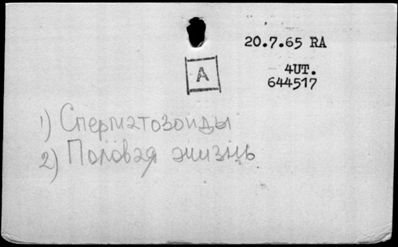 20.7.65 RA
A
4UT.
644517
1) Сперматозоиды
2) Половая жизнь